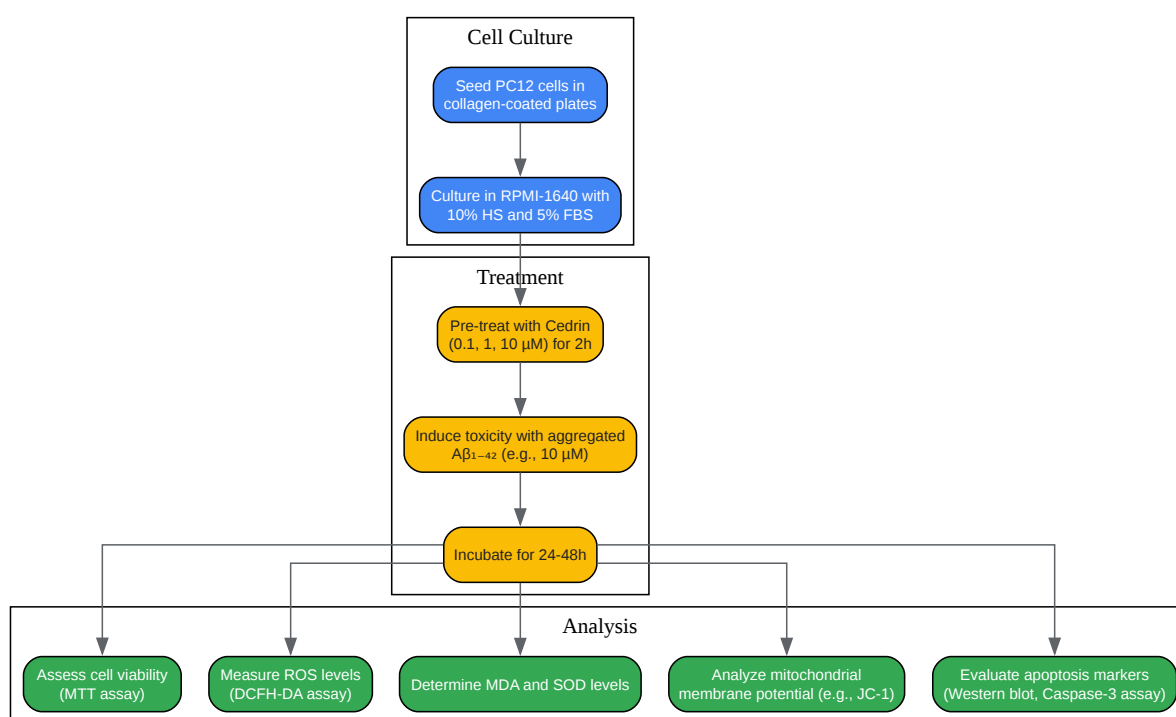 Cell Culture
Seed PC12 cells in
collagen-coated plates
Culture in RPMI-1640 with
10% HS and 5% FBS
Treatment
Pre-treat with Cedrin
(0.1, 1, 10 µM) for 2h
Induce toxicity with aggregated
Aβ₁₋₄₂ (e.g., 10 µM)
Incubate for 24-48h
Analysis
Assess cell viability
(MTT assay)
Measure ROS levels
(DCFH-DA assay)
Determine MDA and SOD levels
Analyze mitochondrial
membrane potential (e.g., JC-1)
Evaluate apoptosis markers
(Western blot, Caspase-3 assay)